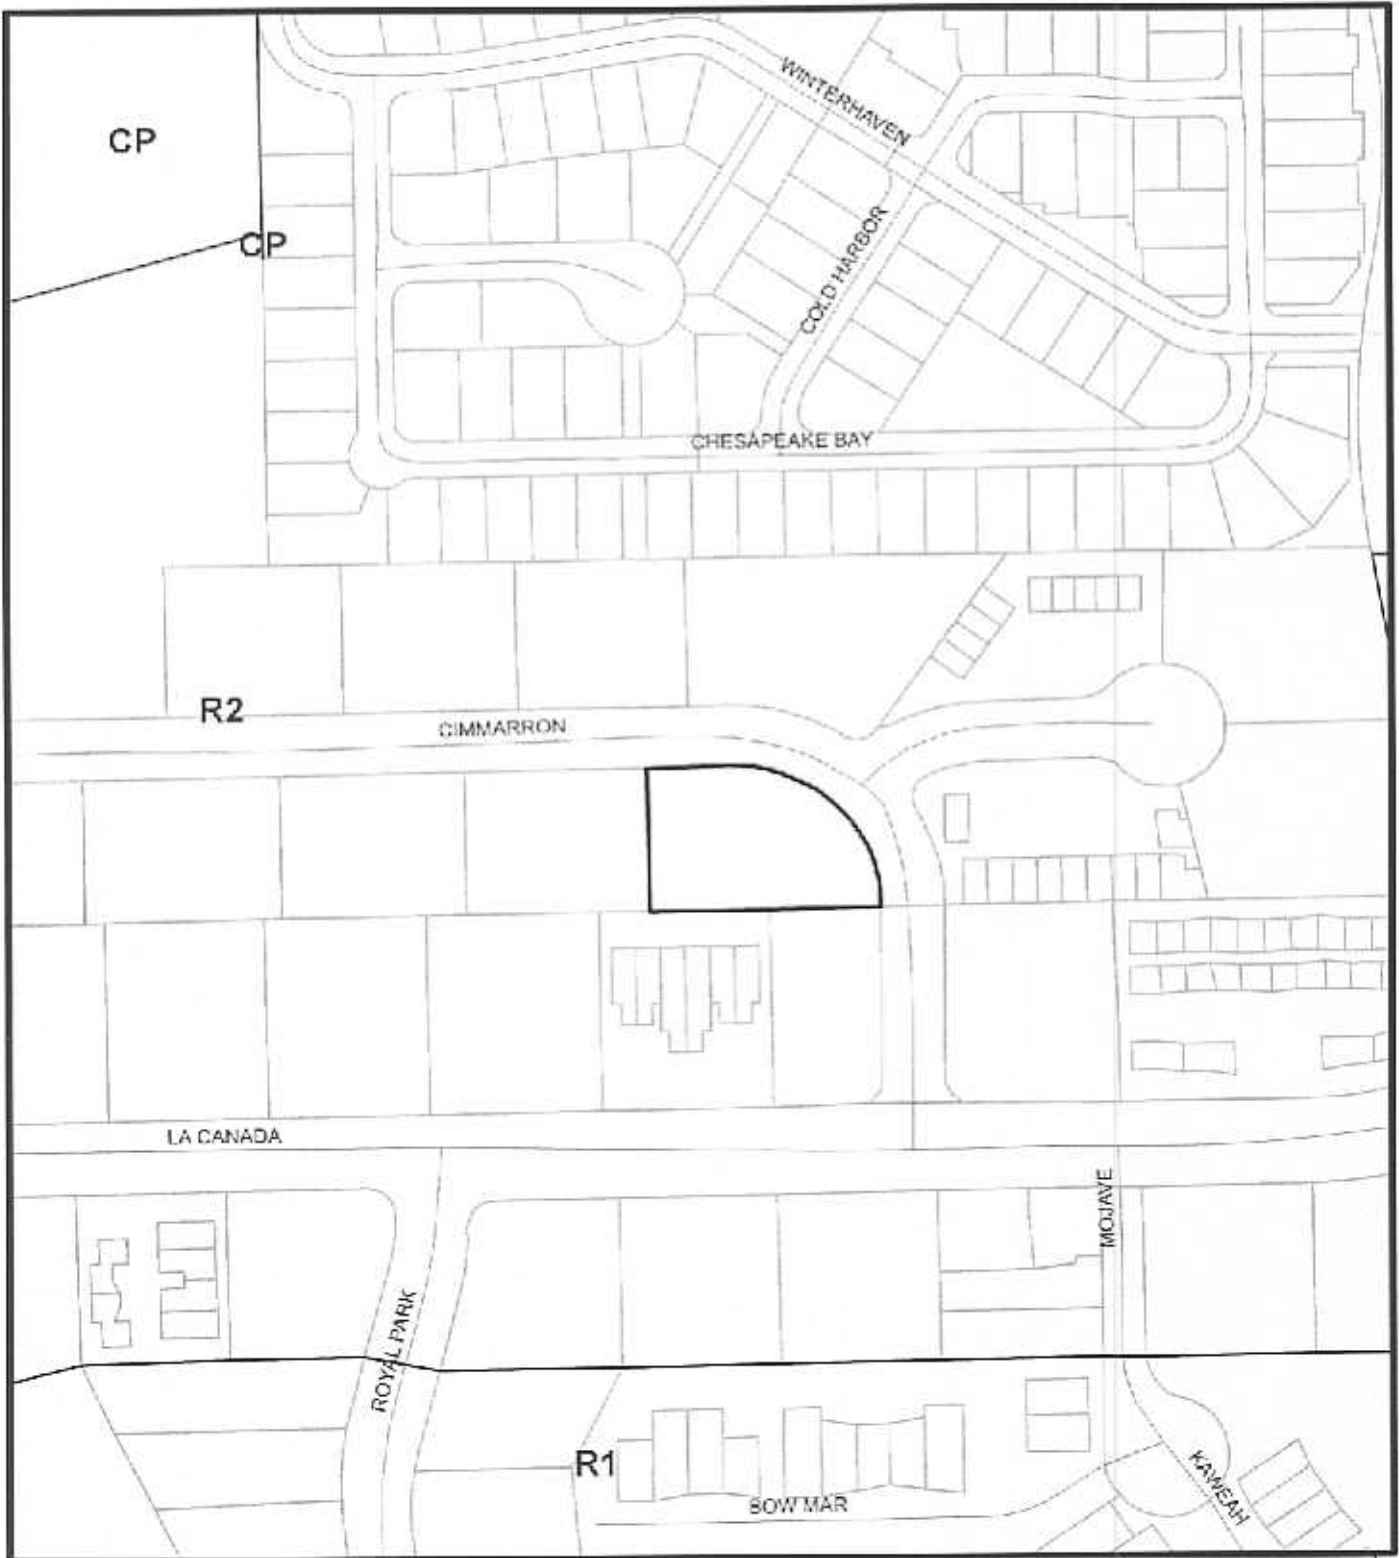 WINTERHAVEN
CP
CP
COLD HARBOR
CHESAPEAKE BAY
R2
CIMMARRON
LA CANADA
MOJAVE
ROYAL PARK
R1
KAWEAH
BOW MAR